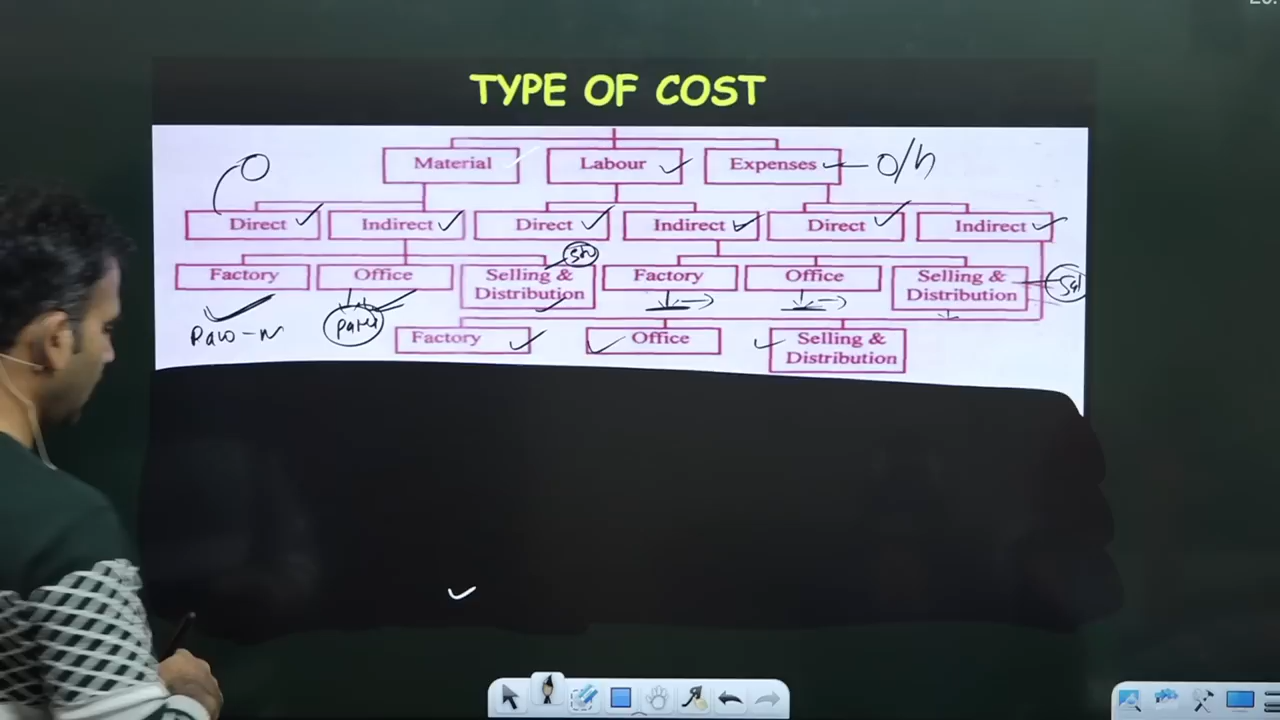 TYPE OF COST
Material Labour Expenses O/h
Direct Indirect Direct Indirect Direct Indirect
Factory Office Selling & Distribution Factory Office Selling & Distribution
Factory Office Selling & Distribution